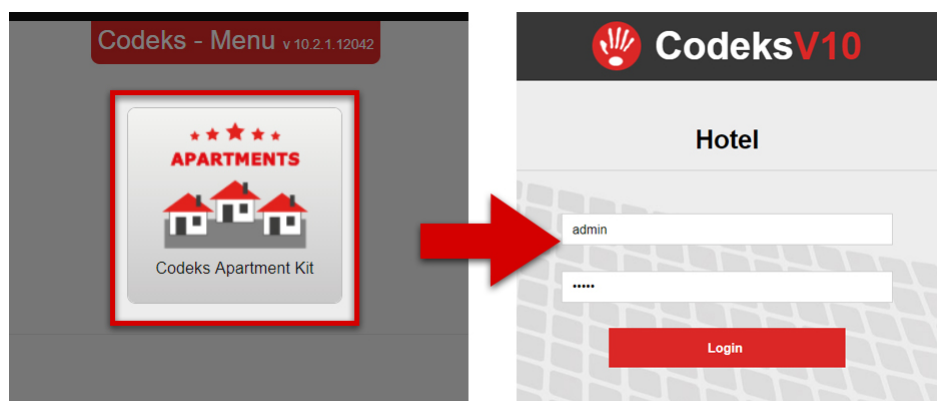 Codeks - Menu v 10.2.1.12042
APARTMENTS
Codeks Apartment Kit
CodeksV10
Hotel
admin
•••••
Login